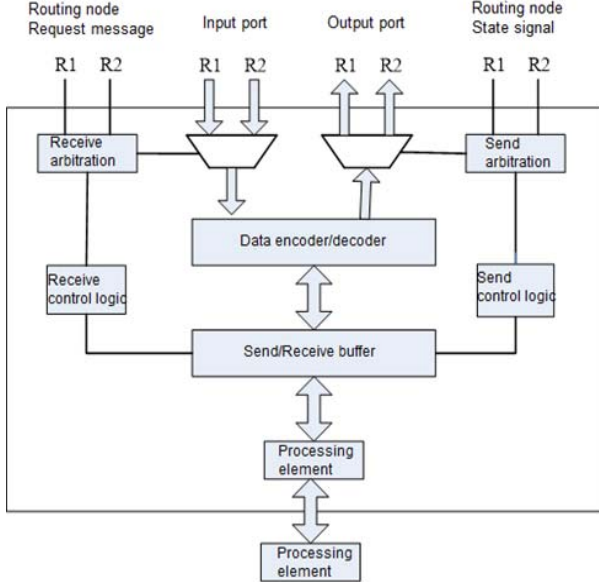 Routing node
Request message
Input port
Output port
Routing node
State signal
R1
R2
R1
R2
R1
R2
R1
R2
Receive
arbitration
Send
arbitration
Data encoder/decoder
Receive
control logic
Send
control logic
Send/Receive buffer
Processing
element
Processing
element